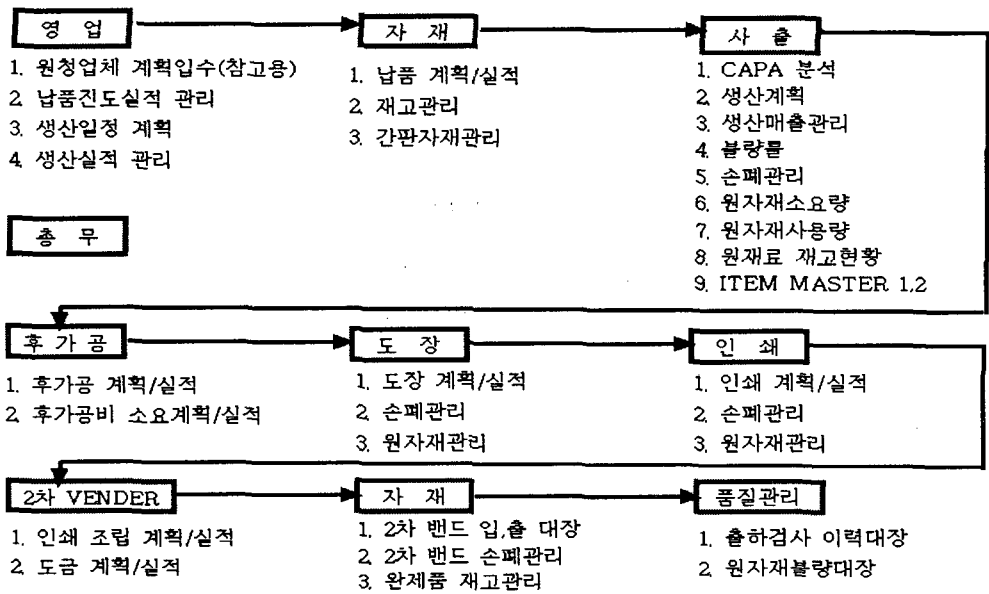 영 업
1. 원청업체 계획입수(참고용)
2. 납품진도실적 관리
3. 생산일정 계획
4. 생산실적 관리
자 재
1. 납품 계획/실적
2. 재고관리
3. 간판자재관리
사 출
1. CAPA 분석
2. 생산계획
3. 생산매출관리
4. 불량률
5. 손폐관리
6. 원자재소요량
7. 원자재사용량
8. 원재료 재고현황
9. ITEM MASTER 1,2
총 무
후 가 공
1. 후가공 계획/실적
2. 후가공비 소요계획/실적
도 장
1. 도장 계획/실적
2. 손폐관리
3. 원자재관리
인 쇄
1. 인쇄 계획/실적
2. 손폐관리
3. 원자재관리
2차 VENDER
1. 인쇄 조립 계획/실적
2. 도금 계획/실적
자 재
1. 2차 밴드 입,출 대장
2. 2차 밴드 손폐관리
3. 완제품 재고관리
품질관리
1. 출하검사 이력대장
2. 원자재불량대장